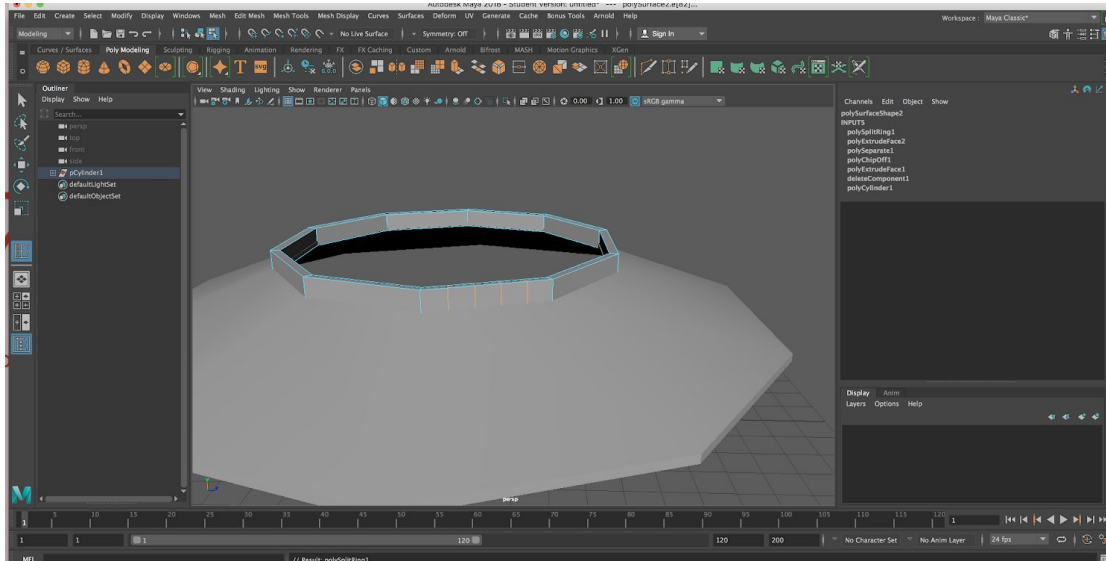 Autodesk Maya 2018 - Student Version: untitled* --- polySurface2.e[82]...
File Edit Create Select Modify Display Windows Mesh Edit Mesh Mesh Tools Mesh Display Curves Surfaces Deform UV Generate Cache Bonus Tools Arnold Help
Workspace : Maya Classic*
Modeling No Live Surface Symmetry: Off Sign In
Curves / Surfaces Poly Modeling Sculpting Rigging Animation Rendering FX FX Caching Custom Arnold Bifrost MASH Motion Graphics XGen
T SVG
Outliner
Display Show Help
Search...
persp
top
front
side
pCylinder1
defaultLightSet
defaultObjectSet
View Shading Lighting Show Renderer Panels
0.00 1.00 sRGB gamma
persp
Channels Edit Object Show
polySurfaceShape2
INPUTS
polySplitRing1
polyExtrudeFace2
polySeparate1
polyChipOff1
polyExtrudeFace1
deleteComponent1
polyCylinder1
Display Anim
Layers Options Help
1 5 10 15 20 25 30 35 40 45 50 55 60 65 70 75 80 85 90 95 100 105 110 115 120 1
1 1 1 120 120 200 No Character Set No Anim Layer 24 fps
MEL // Result: polySplitRing1